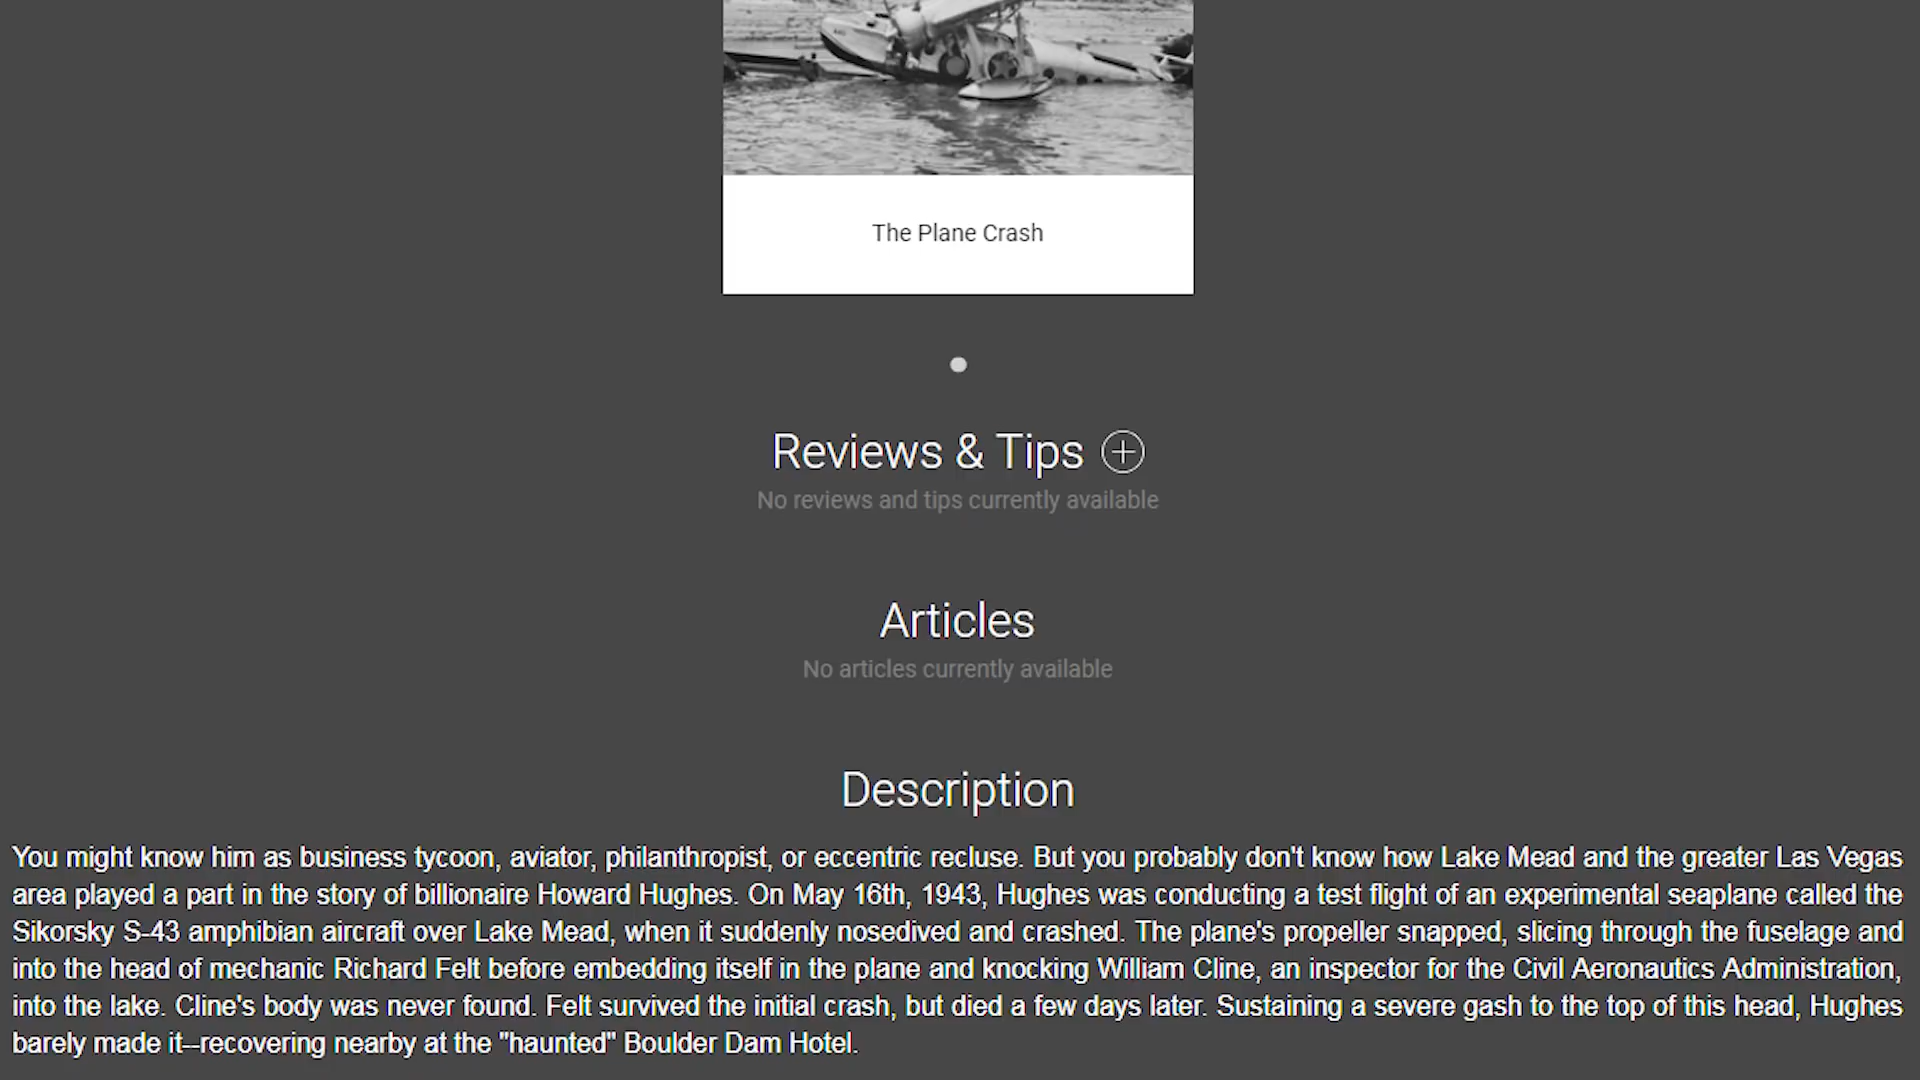 The Plane Crash
Reviews & Tips
No reviews and tips currently available
Articles
No articles currently available
Description
You might know him as business tycoon, aviator, philanthropist, or eccentric recluse. But you probably don't know how Lake Mead and the greater Las Vegas
area played a part in the story of billionaire Howard Hughes. On May 16th, 1943, Hughes was conducting a test flight of an experimental seaplane called the
Sikorsky S-43 amphibian aircraft over Lake Mead, when it suddenly nosedived and crashed. The plane's propeller snapped, slicing through the fuselage and
into the head of mechanic Richard Felt before embedding itself in the plane and knocking William Cline, an inspector for the Civil Aeronautics Administration,
into the lake. Cline's body was never found. Felt survived the initial crash, but died a few days later. Sustaining a severe gash to the top of this head, Hughes
barely made it--recovering nearby at the "haunted" Boulder Dam Hotel.